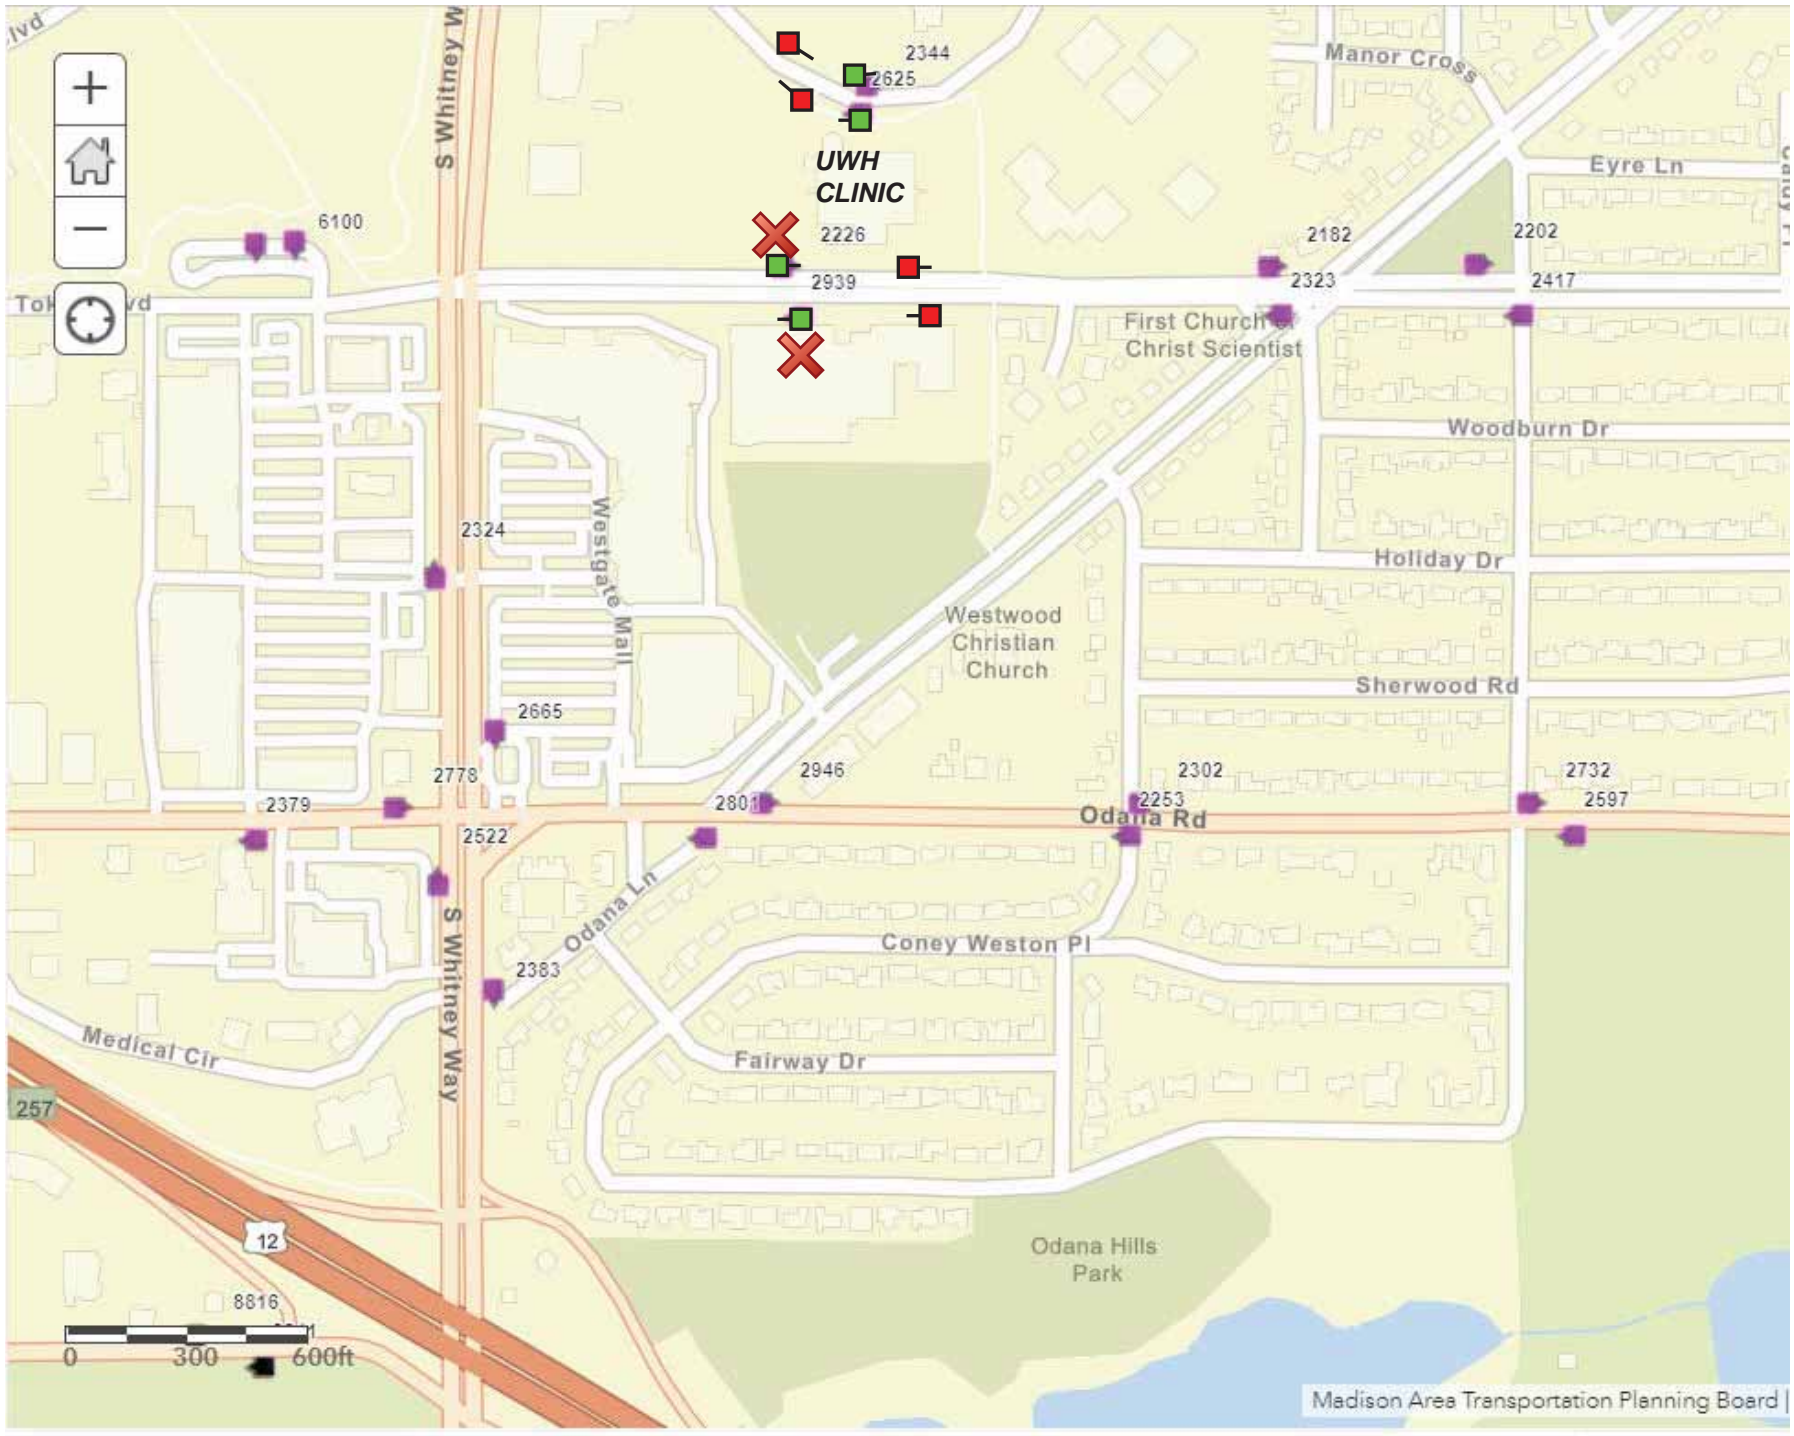 lvd
S Whitney W
2344
2625
Manor Cross
UWH
CLINIC
Eyre Ln
+
−
6100
2226
2182
2202
2939
2323
2417
First Church of
Christ Scientist
Woodburn Dr
2324
Westgate Mall
Holiday Dr
Westwood
Christian
Church
Sherwood Rd
2665
2778
2946
2302
2732
2379
2801
2253
2597
Odana Rd
2522
Odana Ln
S Whitney Way
Coney Weston Pl
2383
Medical Cir
Fairway Dr
257
12
Odana Hills
Park
8816
0 300 600ft
Madison Area Transportation Planning Board |